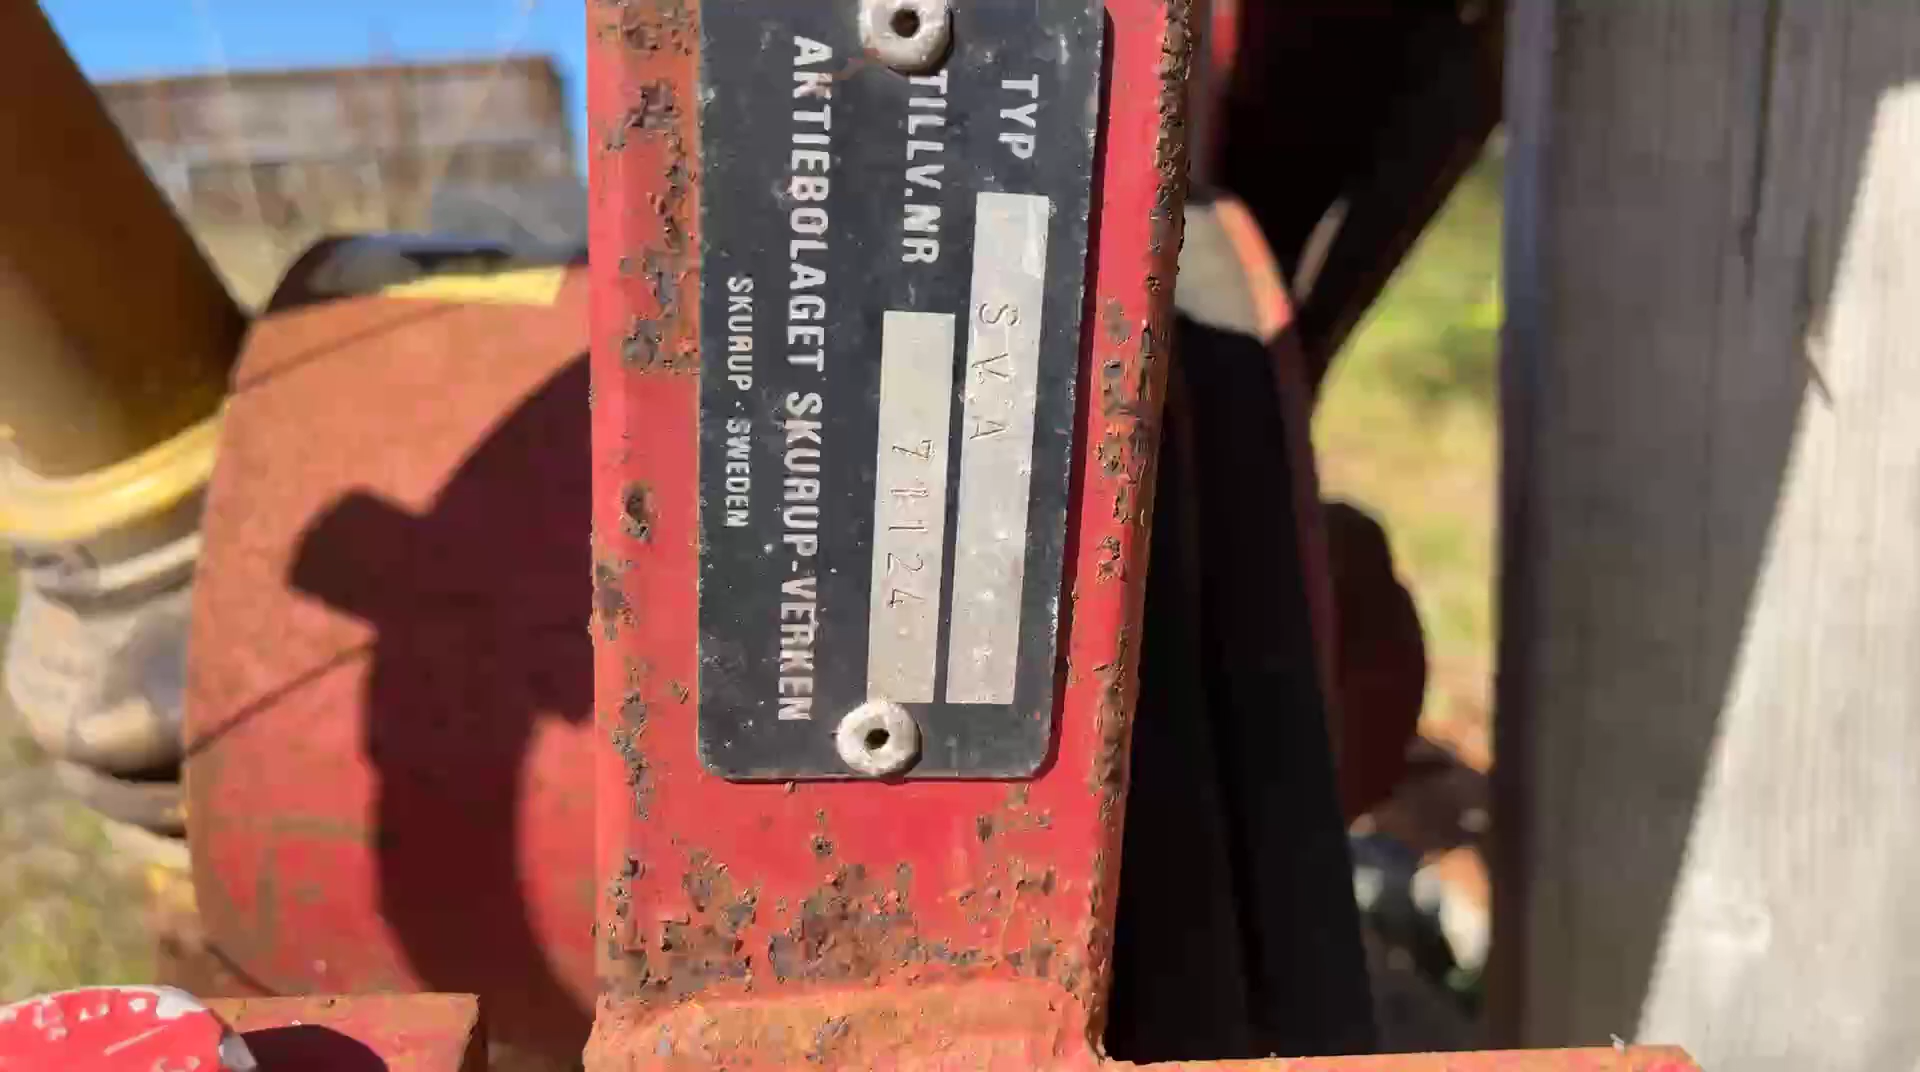 TYP SVA
TILLV.NR 71124
AKTIEBOLAGET SKURUP-VERKEN
SKURUP · SWEDEN